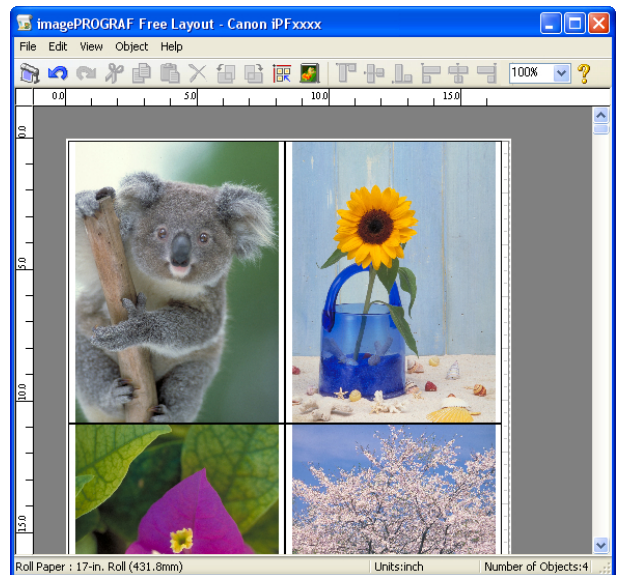 imagePROGRAF Free Layout - Canon iPFxxxx
File Edit View Object Help
100%
0.0 5.0 10.0 15.0
0.0
5.0
10.0
15.0
Roll Paper : 17-in. Roll (431.8mm) Units:inch Number of Objects:4